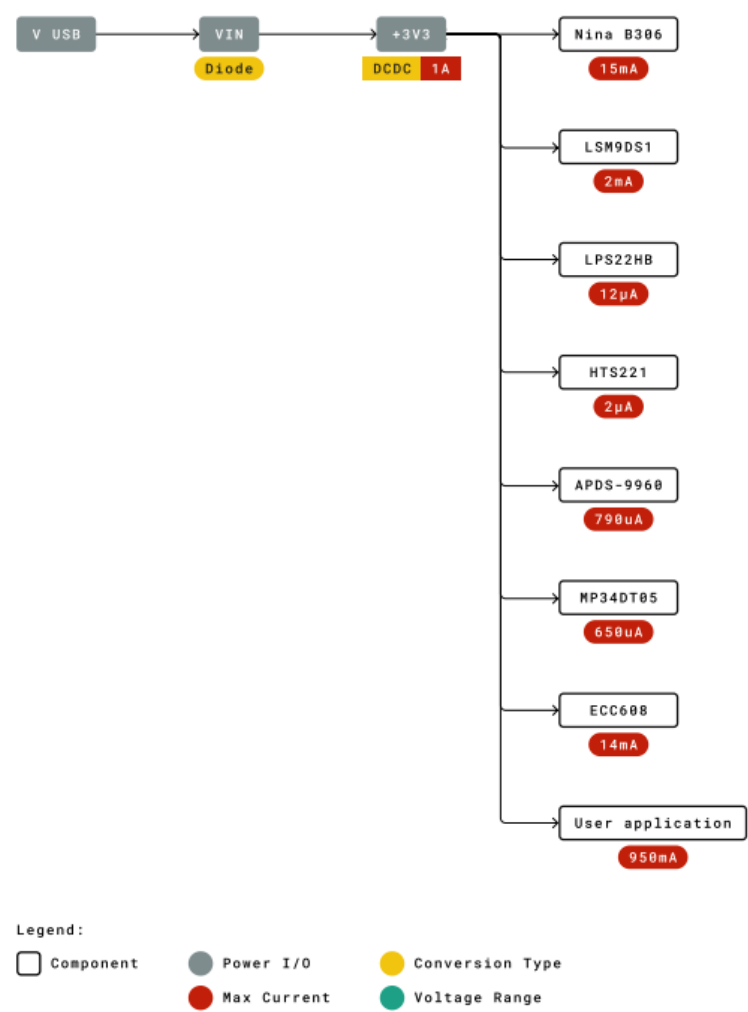 V USB
VIN
+3V3
Nina B306
Diode
DCDC 1A
15mA
LSM9DS1
2mA
LPS22HB
12µA
HTS221
2µA
APDS-9960
790uA
MP34DT05
650uA
ECC608
14mA
User application
950mA
Legend:
Component
Power I/O
Conversion Type
Max Current
Voltage Range